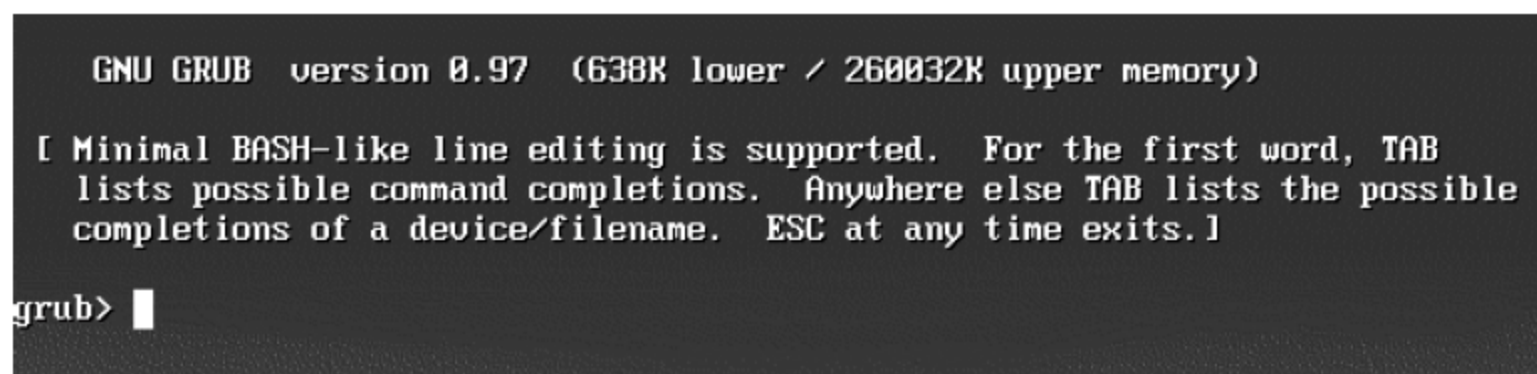 GNU GRUB  version 0.97  (638K lower / 260032K upper memory)
[ Minimal BASH-like line editing is supported.  For the first word, TAB
lists possible command completions.  Anywhere else TAB lists the possible
completions of a device/filename.  ESC at any time exits.]
grub>